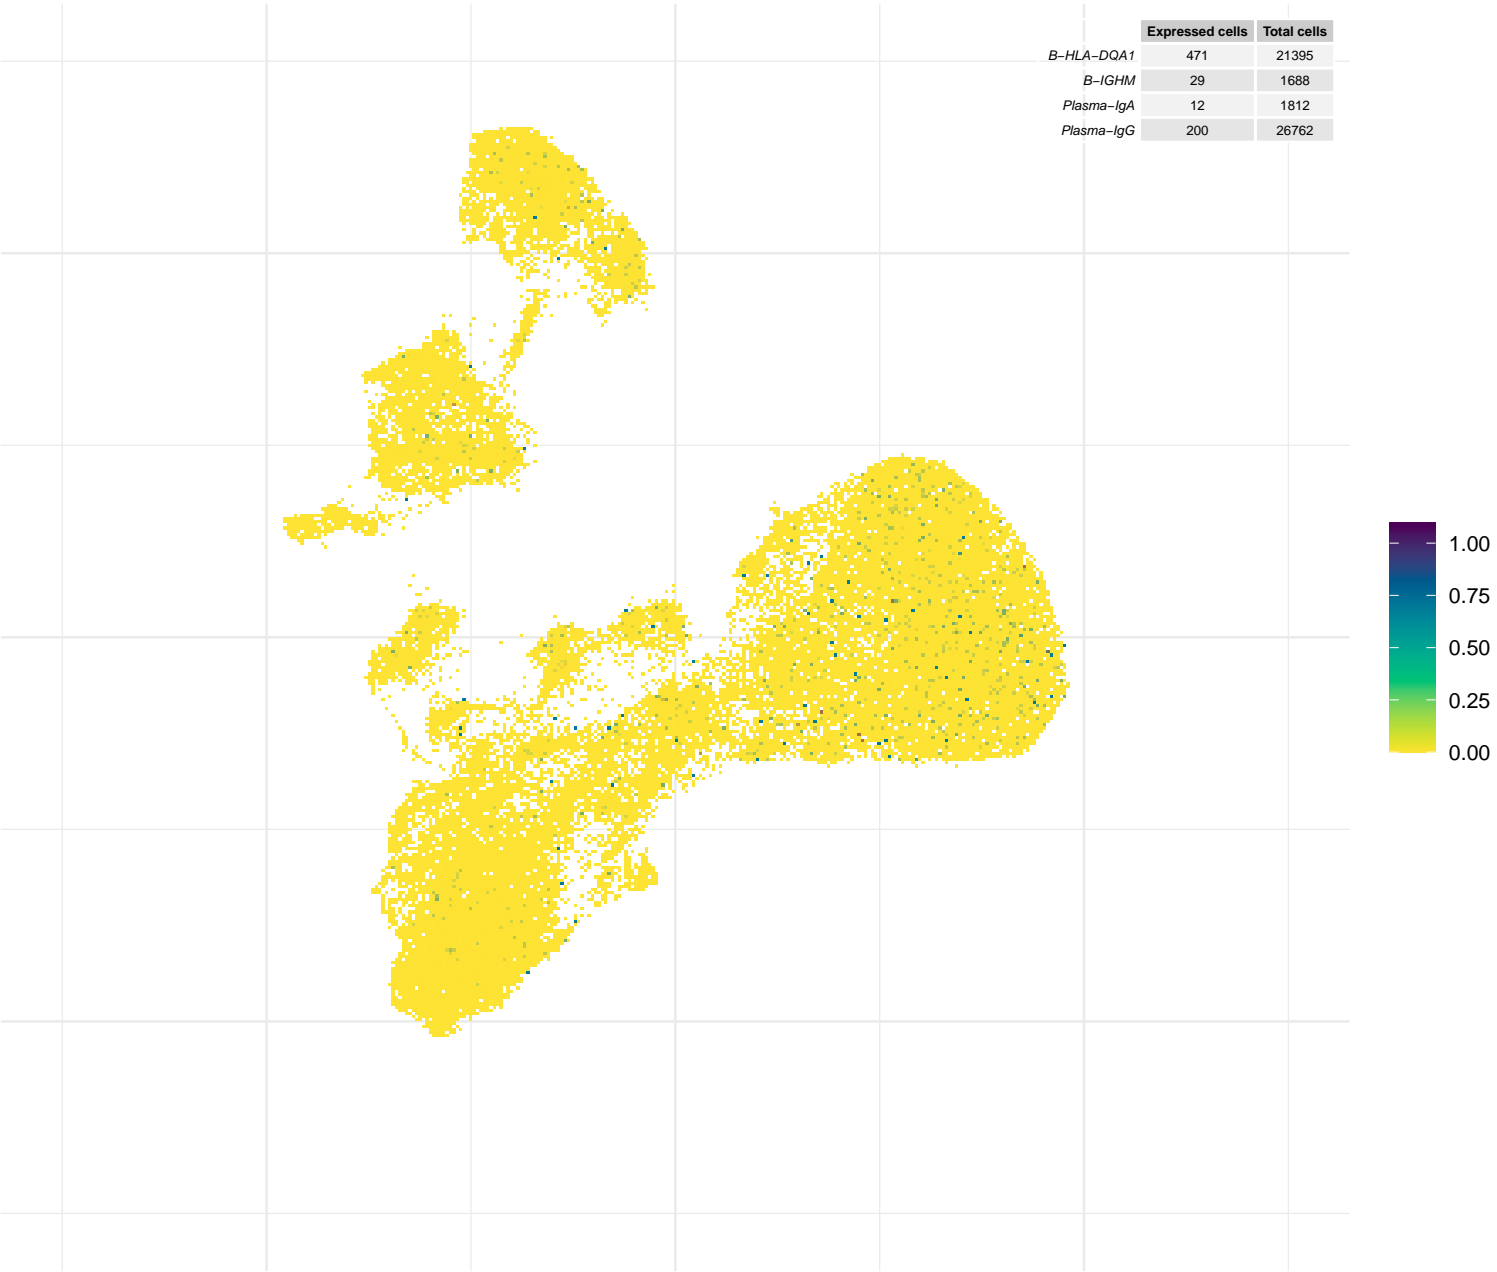 Expressed cells Total cells
B−HLA−DQA1 471 21395
B−IGHM 29 1688
Plasma−IgA 12 1812
Plasma−IgG 200 26762
1.00
0.75
0.50
0.25
0.00